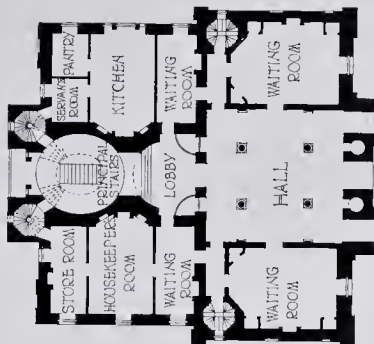 PANTRY
SERVANTS
ROOM
KITCHEN
WAITING
ROOM
WAITING
ROOM
PRINCIPAL
STAIRS
LOBBY
HALL
STORE ROOM
HOUSEKEEPERS
ROOM
WAITING
ROOM
WAITING
ROOM